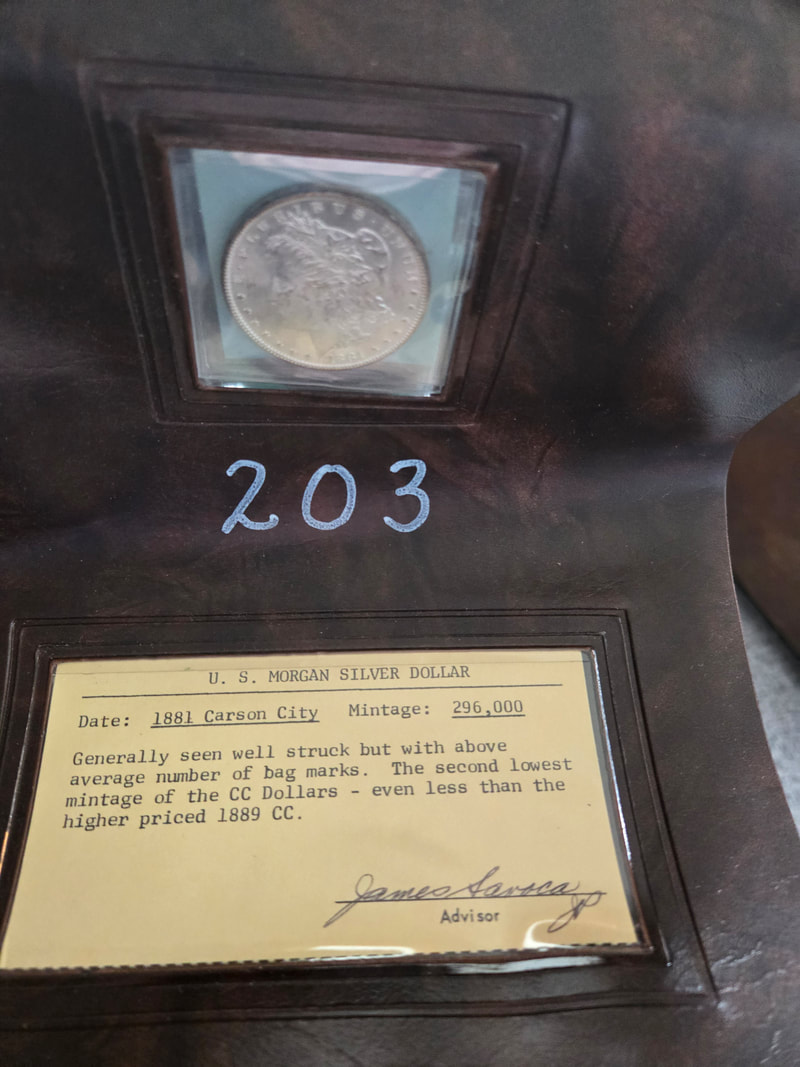 203
U. S. MORGAN SILVER DOLLAR
Date: 1881 Carson City Mintage: 296,000
Generally seen well struck but with above
average number of bag marks. The second lowest
mintage of the CC Dollars - even less than the
higher priced 1889 CC.
James Savoca
Advisor